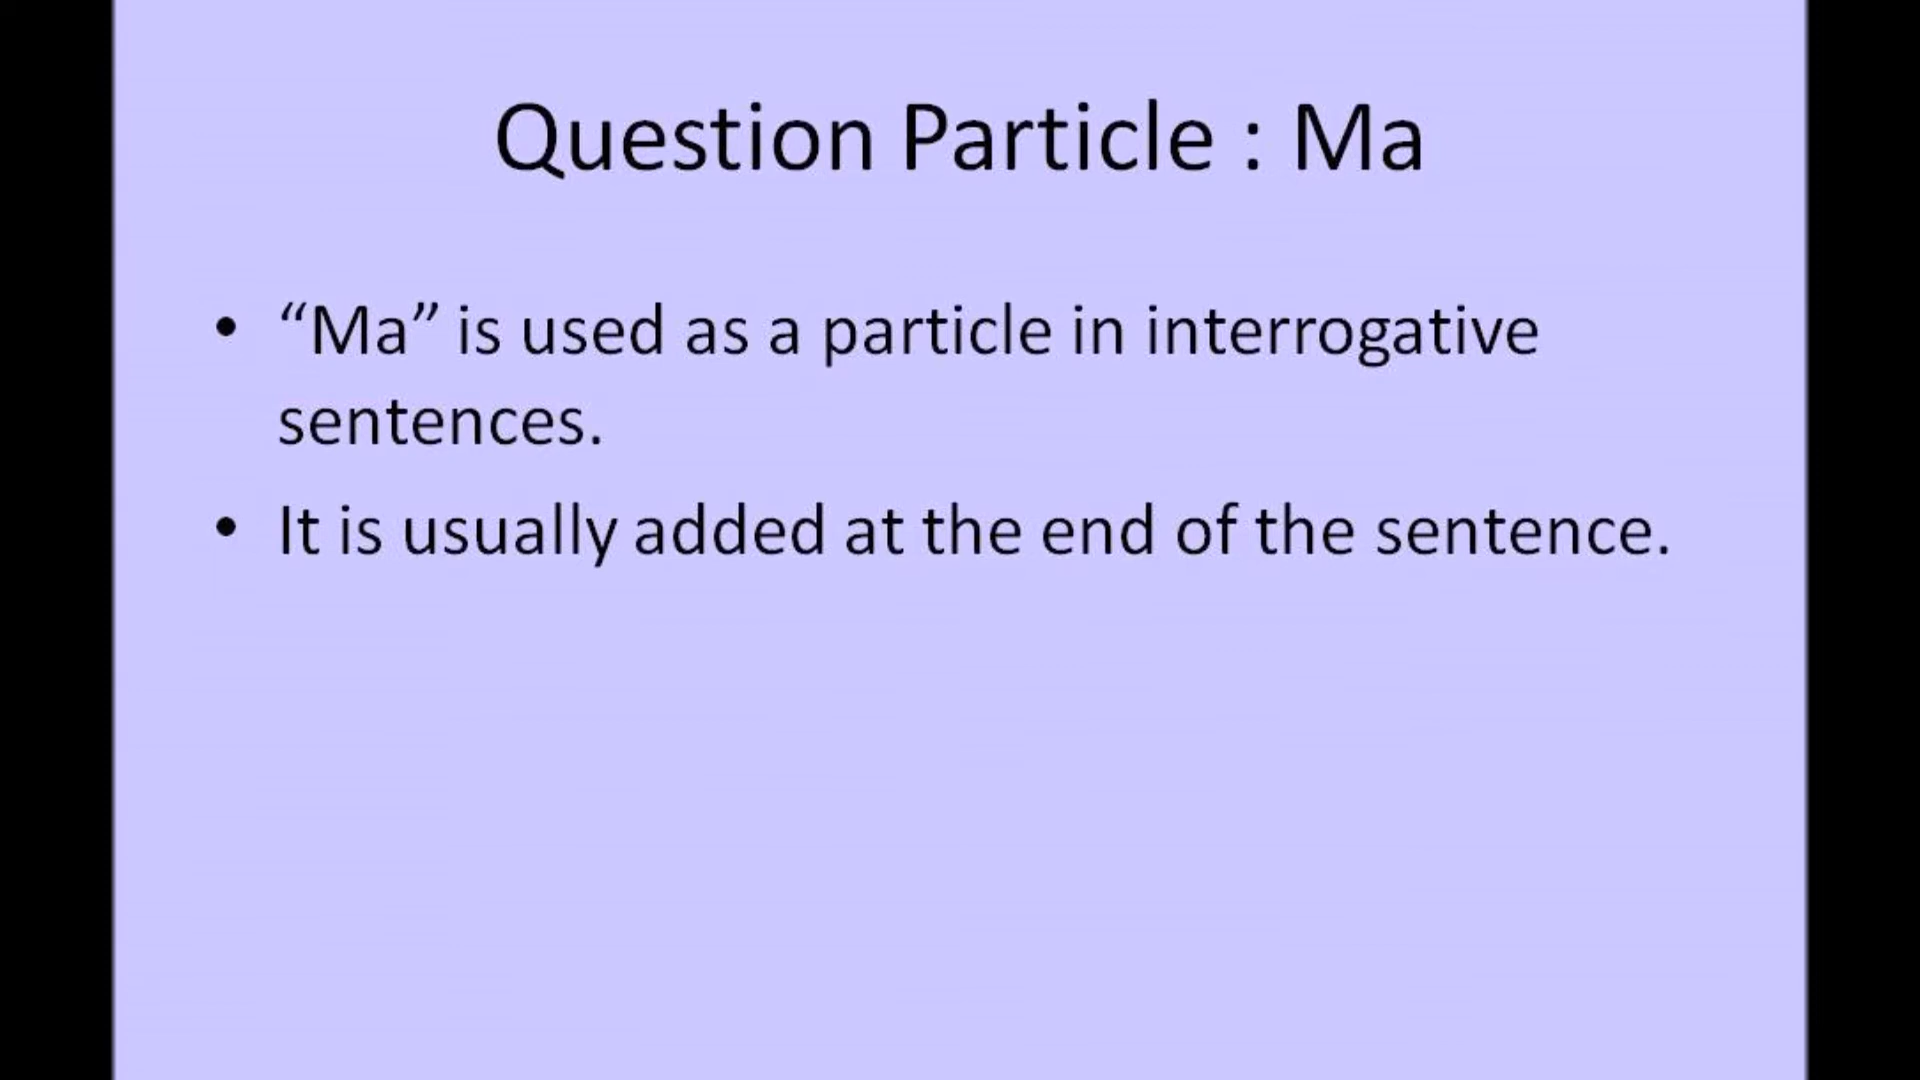 Question Particle : Ma
• “Ma” is used as a particle in interrogative
sentences.
• It is usually added at the end of the sentence.